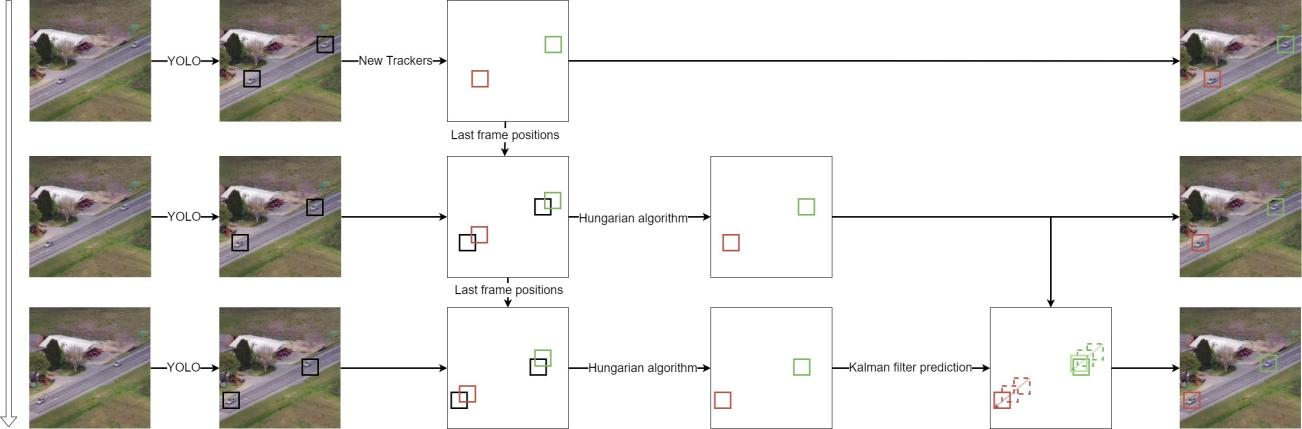 YOLO
New Trackers
Last frame positions
YOLO
Hungarian algorithm
Last frame positions
YOLO
Hungarian algorithm
Kalman filter prediction